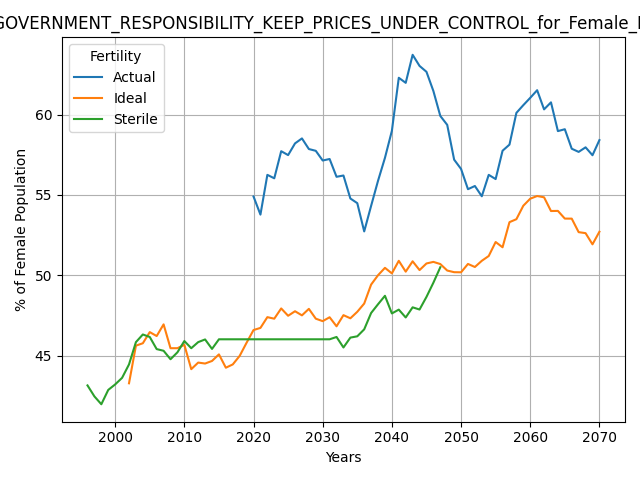 GOVERNMENT_RESPONSIBILITY_KEEP_PRICES_UNDER_CONTROL_for_Female_
Fertility
Actual
Ideal
Sterile
% of Female Population
60
55
50
45
2000 2010 2020 2030 2040 2050 2060 2070
Years